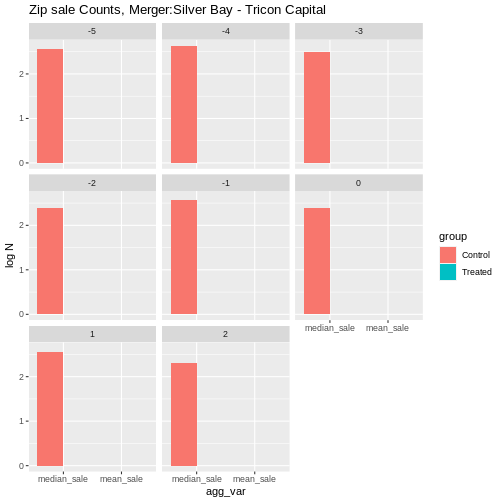 Zip sale Counts, Merger:Silver Bay - Tricon Capital
-5
-4
-3
2
1
0
-2
-1
0
2
1
0
1
2
median_sale
mean_sale
2
1
0
median_sale
mean_sale
median_sale
mean_sale
log N
agg_var
group
Control
Treated